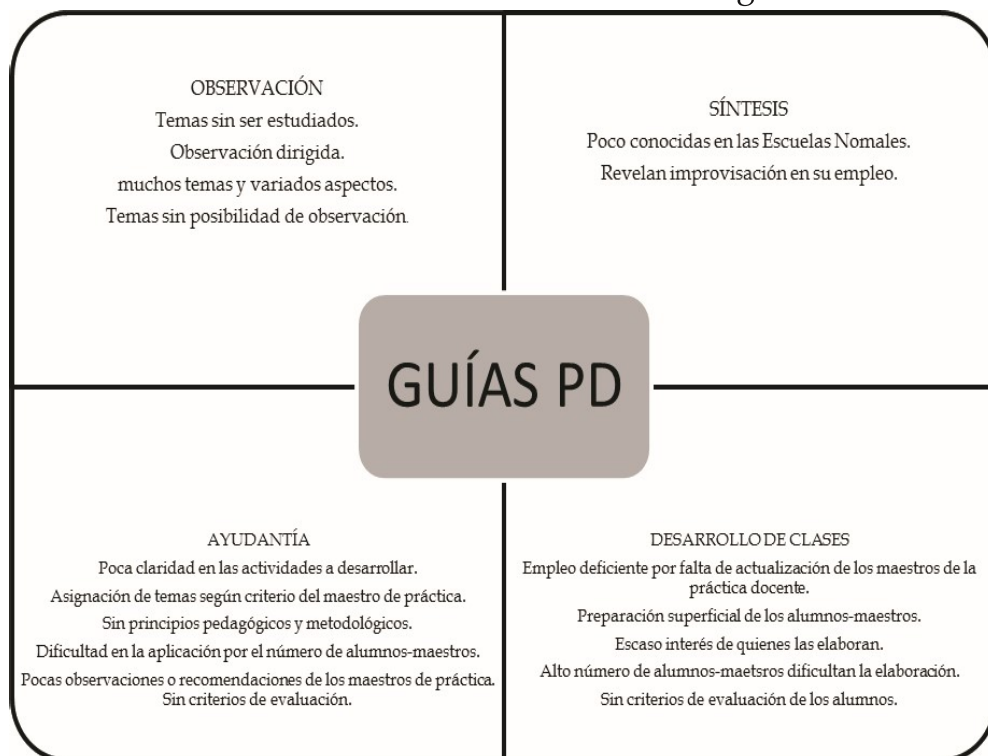 OBSERVACIÓN
Temas sin ser estudiados.
Observación dirigida.
muchos temas y variados aspectos.
Temas sin posibilidad de observación.
SÍNTESIS
Poco conocidas en las Escuelas Nomales.
Revelan improvisación en su empleo.
GUÍAS PD
AYUDANTÍA
Poca claridad en las actividades a desarrollar.
Asignación de temas según criterio del maestro de práctica.
Sin principios pedagógicos y metodológicos.
Dificultad en la aplicación por el número de alumnos-maestros.
Pocas observaciones o recomendaciones de los maestros de práctica.
Sin criterios de evaluación.
DESARROLLO DE CLASES
Empleo deficiente por falta de actualización de los maestros de la
práctica docente.
Preparación superficial de los alumnos-maestros.
Escaso interés de quienes las elaboran.
Alto número de alumnos-maetsros dificultan la elaboración.
Sin criterios de evaluación de los alumnos.